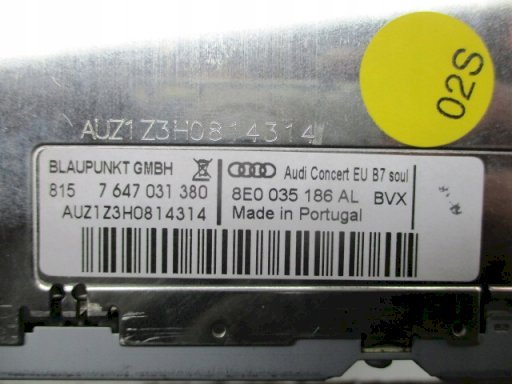 02S
AUZ1Z3H0814314
BLAUPUNKT GMBH
815 7 647 031 380
AUZ1Z3H0814314
Audi Concert EU B7 soul
8E0 035 186 AL BVX
Made in Portugal